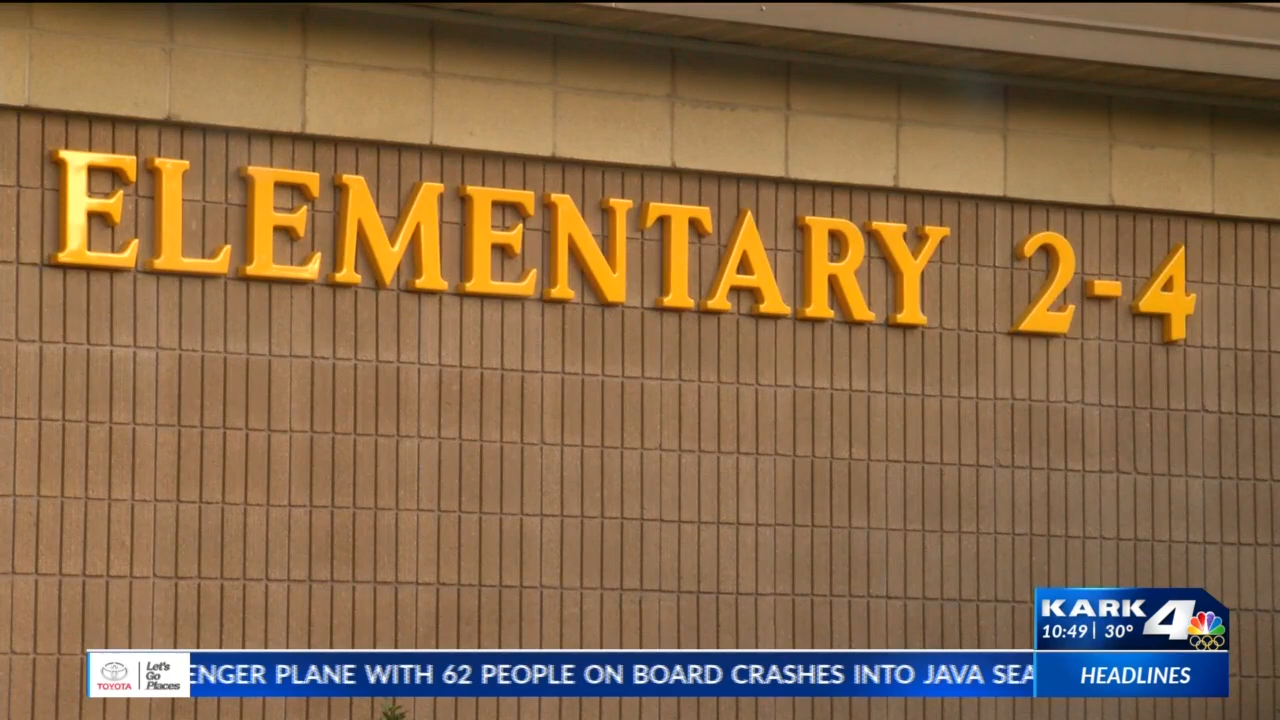 ELEMENTARY 2-4
KARK 4
10:49 | 30°
TOYOTA
Let's
Go
Places
ENGER PLANE WITH 62 PEOPLE ON BOARD CRASHES INTO JAVA SEA
HEADLINES